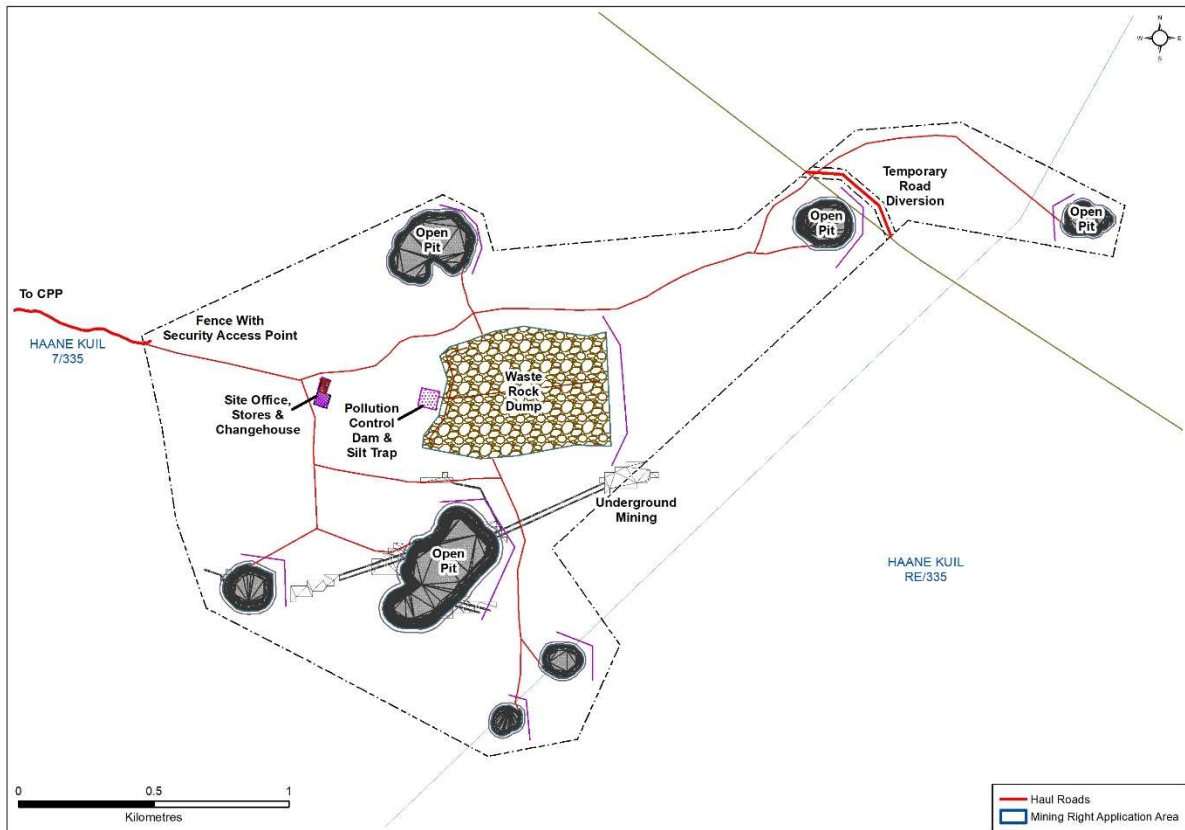 N
W
E
S
Temporary
Road
Diversion
Open
Pit
Open
Pit
Open
Pit
To CPP
Fence With
Security Access Point
HAANE KUIL
7/335
Waste
Rock
Dump
Site Office,
Stores &
Changehouse
Pollution
Control
Dam &
Silt Trap
Underground
Mining
Open
Pit
HAANE KUIL
RE/335
0
0.5
1
Kilometres
Haul Roads
Mining Right Application Area